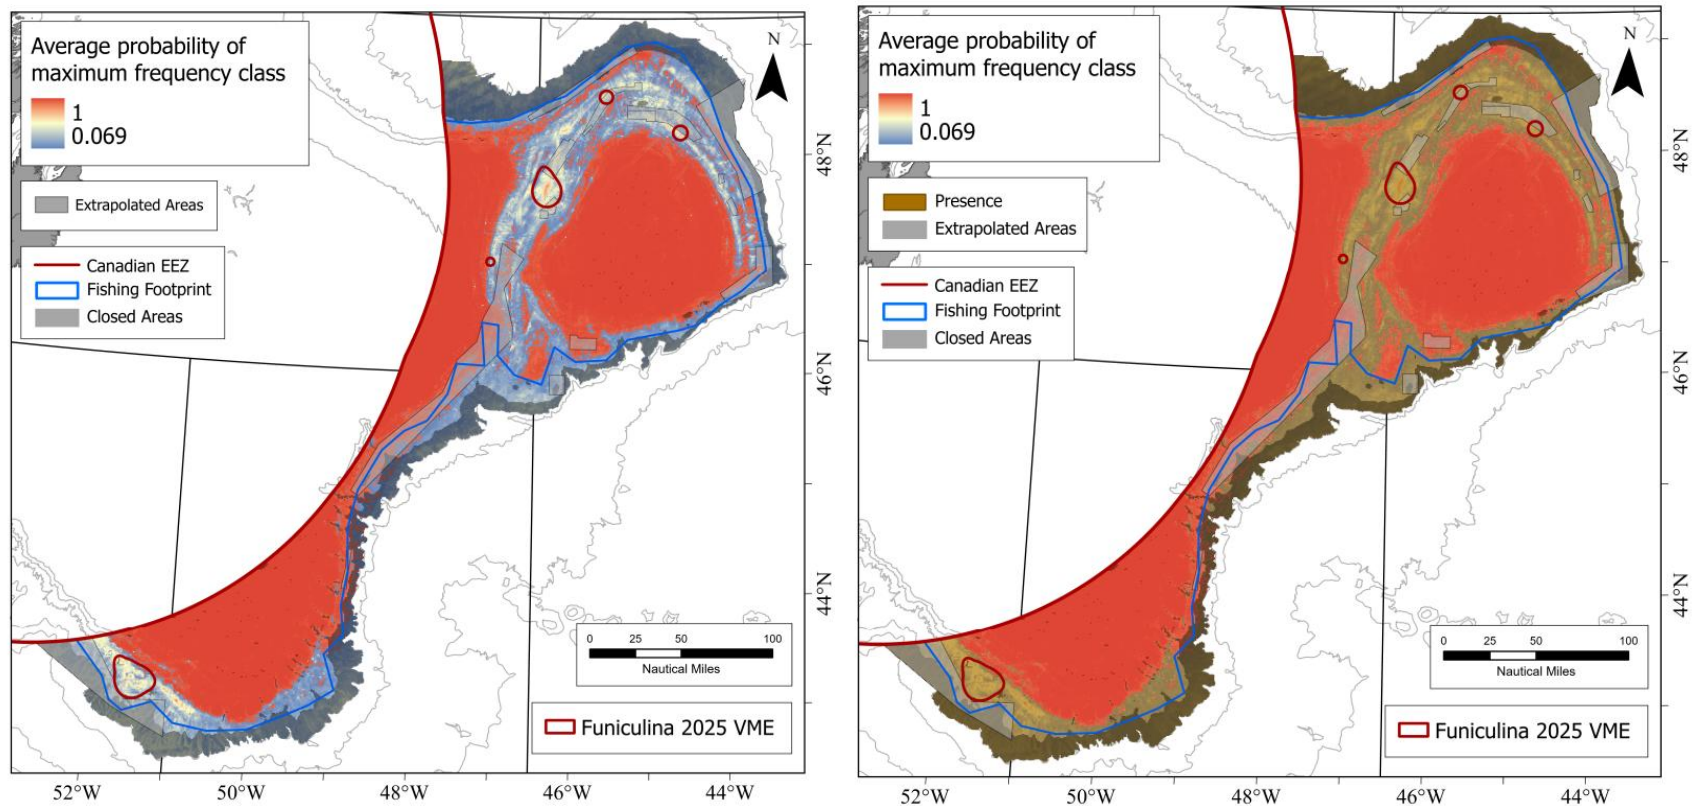 Average probability of
maximum frequency class
1
0.069
Extrapolated Areas
Canadian EEZ
Fishing Footprint
Closed Areas
N
48°N
46°N
44°N
0 25 50 100
Nautical Miles
Funiculina 2025 VME
52°W 50°W 48°W 46°W 44°W
Average probability of
maximum frequency class
1
0.069
Presence
Extrapolated Areas
Canadian EEZ
Fishing Footprint
Closed Areas
N
48°N
46°N
44°N
0 25 50 100
Nautical Miles
Funiculina 2025 VME
52°W 50°W 48°W 46°W 44°W